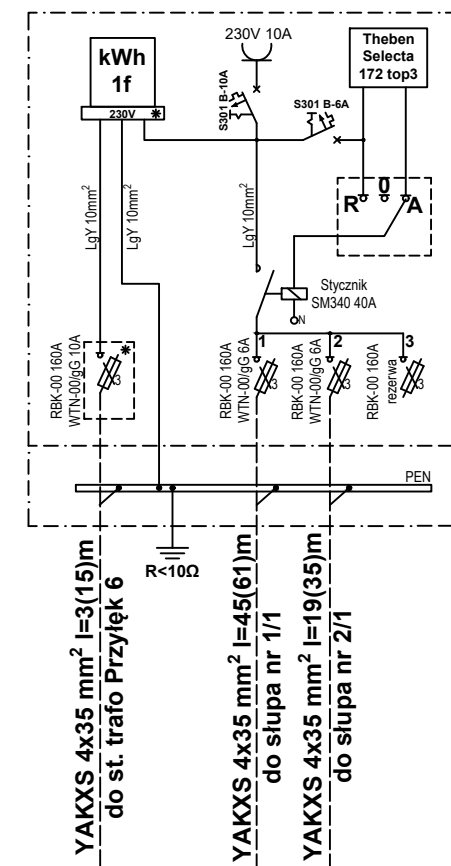 kWh
1f
230V
*
230V 10A
S301 B-10A
S301 B-6A
Theben
Selecta
172 top3
R
0
A
LgY 10mm²
LgY 10mm²
LgY 10mm²
Stycznik
SM340 40A
N
RBK-00 160A
WTN-00/gG 10A
*
3
1
RBK-00 160A
WTN-00/gG 6A
3
2
RBK-00 160A
WTN-00/gG 6A
3
3
RBK-00 160A
rezerwa
3
PEN
R<10Ω
YAKXS 4x35 mm² l=3(15)m
do st. trafo Przyłęk 6
YAKXS 4x35 mm² l=45(61)m
do słupa nr 1/1
YAKXS 4x35 mm² l=19(35)m
do słupa nr 2/1